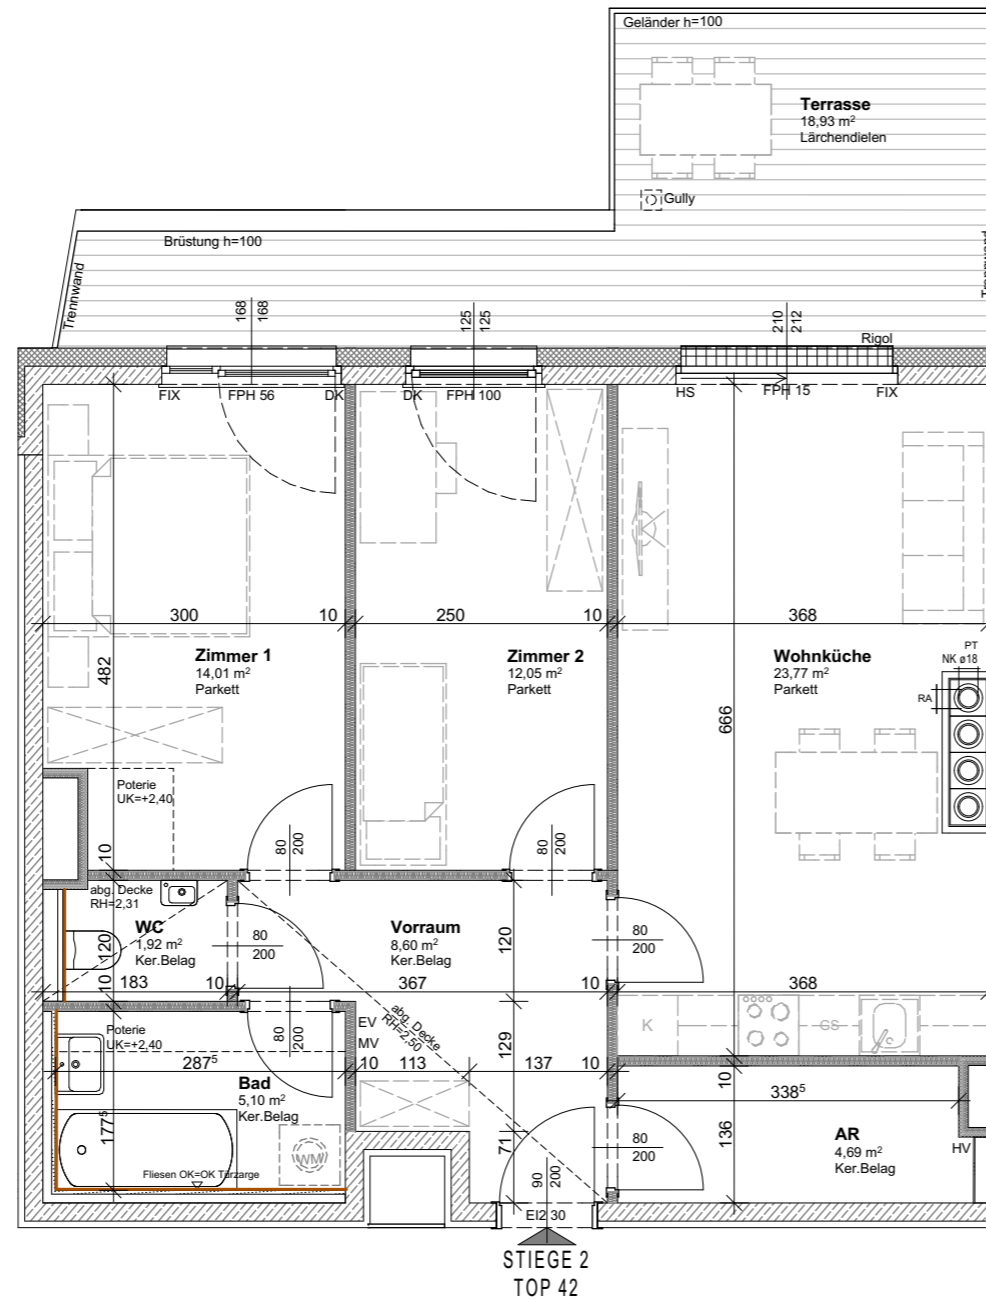 Geländer h=100
Terrasse
18,93 m²
Lärchendielen
Gully
Brüstung h=100
Trennwand
Trennwand
168
168
125
125
210
212
Rigol
FIX
FPH 56
DK
DK
FPH 100
HS
FPH 15
FIX
300
10
250
10
368
482
666
Zimmer 1
14,01 m²
Parkett
Zimmer 2
12,05 m²
Parkett
Wohnküche
23,77 m²
Parkett
PT
NK ø18
RA
Poterie
UK=+2,40
10
80
200
80
200
abg. Decke
RH=2,31
WC
1,92 m²
Ker.Belag
120
10
80
200
Vorraum
8,60 m²
Ker.Belag
120
80
200
183
10
367
10
368
abg. Decke
RH=2,50
Poterie
UK=+2,40
80
200
EV
MV
129
K
GS
287⁵
10
113
137
10
10
338⁵
Bad
5,10 m²
Ker.Belag
177⁵
WM
Fliesen OK=OK Türzarge
71
90
200
80
200
136
AR
4,69 m²
Ker.Belag
HV
EI2 30
STIEGE 2
TOP 42